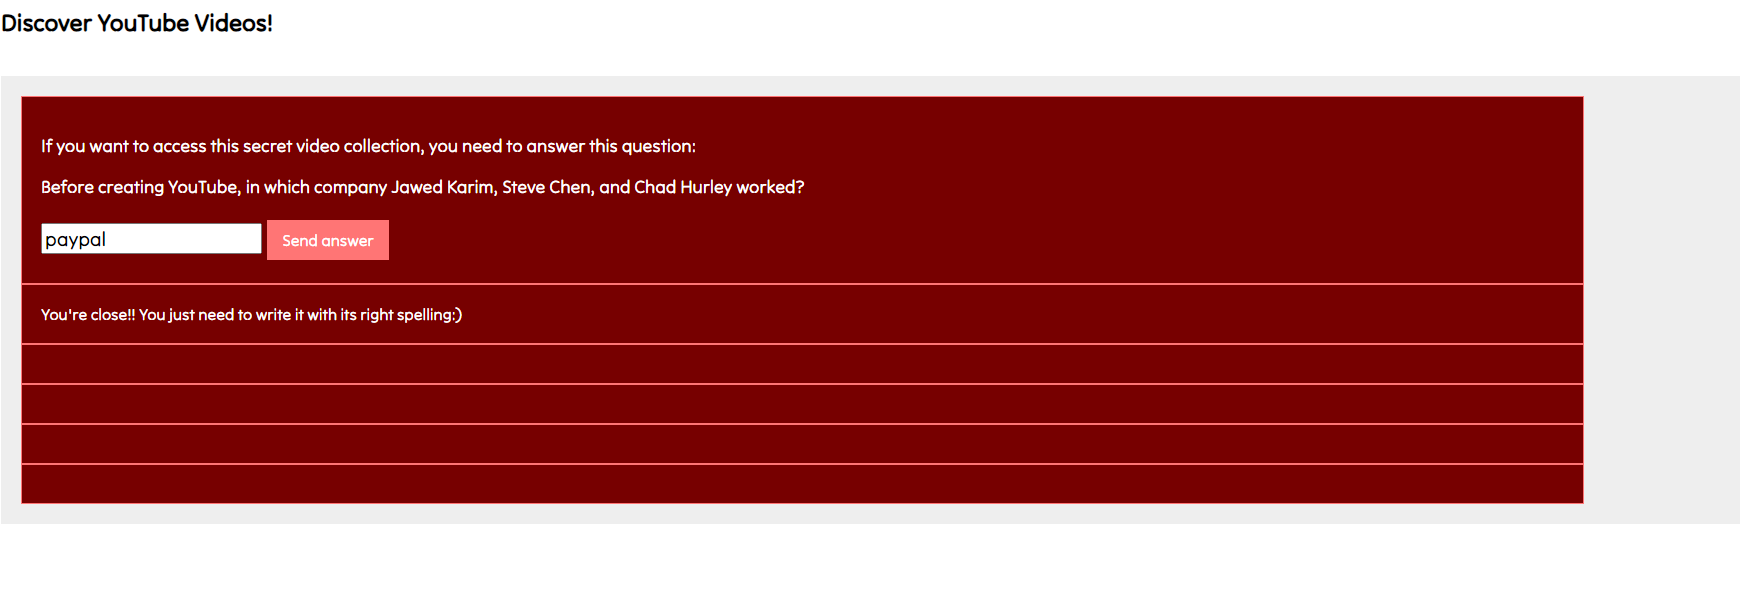 Discover YouTube Videos!
If you want to access this secret video collection, you need to answer this question:
Before creating YouTube, in which company Jawed Karim, Steve Chen, and Chad Hurley worked?
paypal
Send answer
You're close!! You just need to write it with its right spelling:)